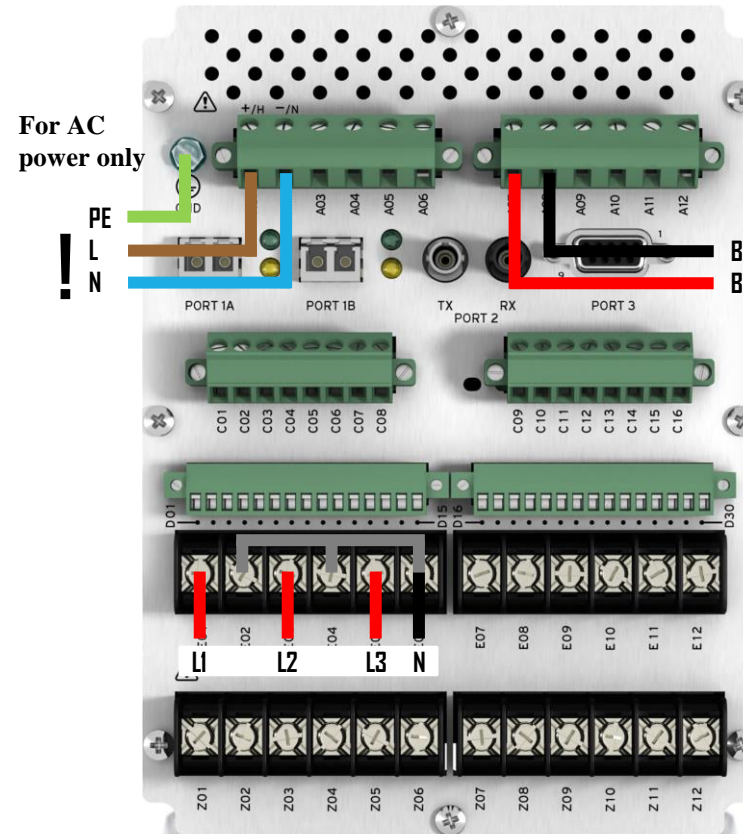 +/H −/N
For AC
power only
GND
A03 A04 A05 A06
A09 A10 A11 A12
PE
L
N
!
1
9
B
B
PORT 1A
PORT 1B
TX
RX
PORT 2
PORT 3
C01 C02 C03 C04 C05 C06 C07 C08
C09 C10 C11 C12 C13 C14 C15 C16
D01
D15
D16
D30
E02
E04
E07 E08 E09 E10 E11 E12
L1 L2 L3 N
Z01 Z02 Z03 Z04 Z05 Z06
Z07 Z08 Z09 Z10 Z11 Z12